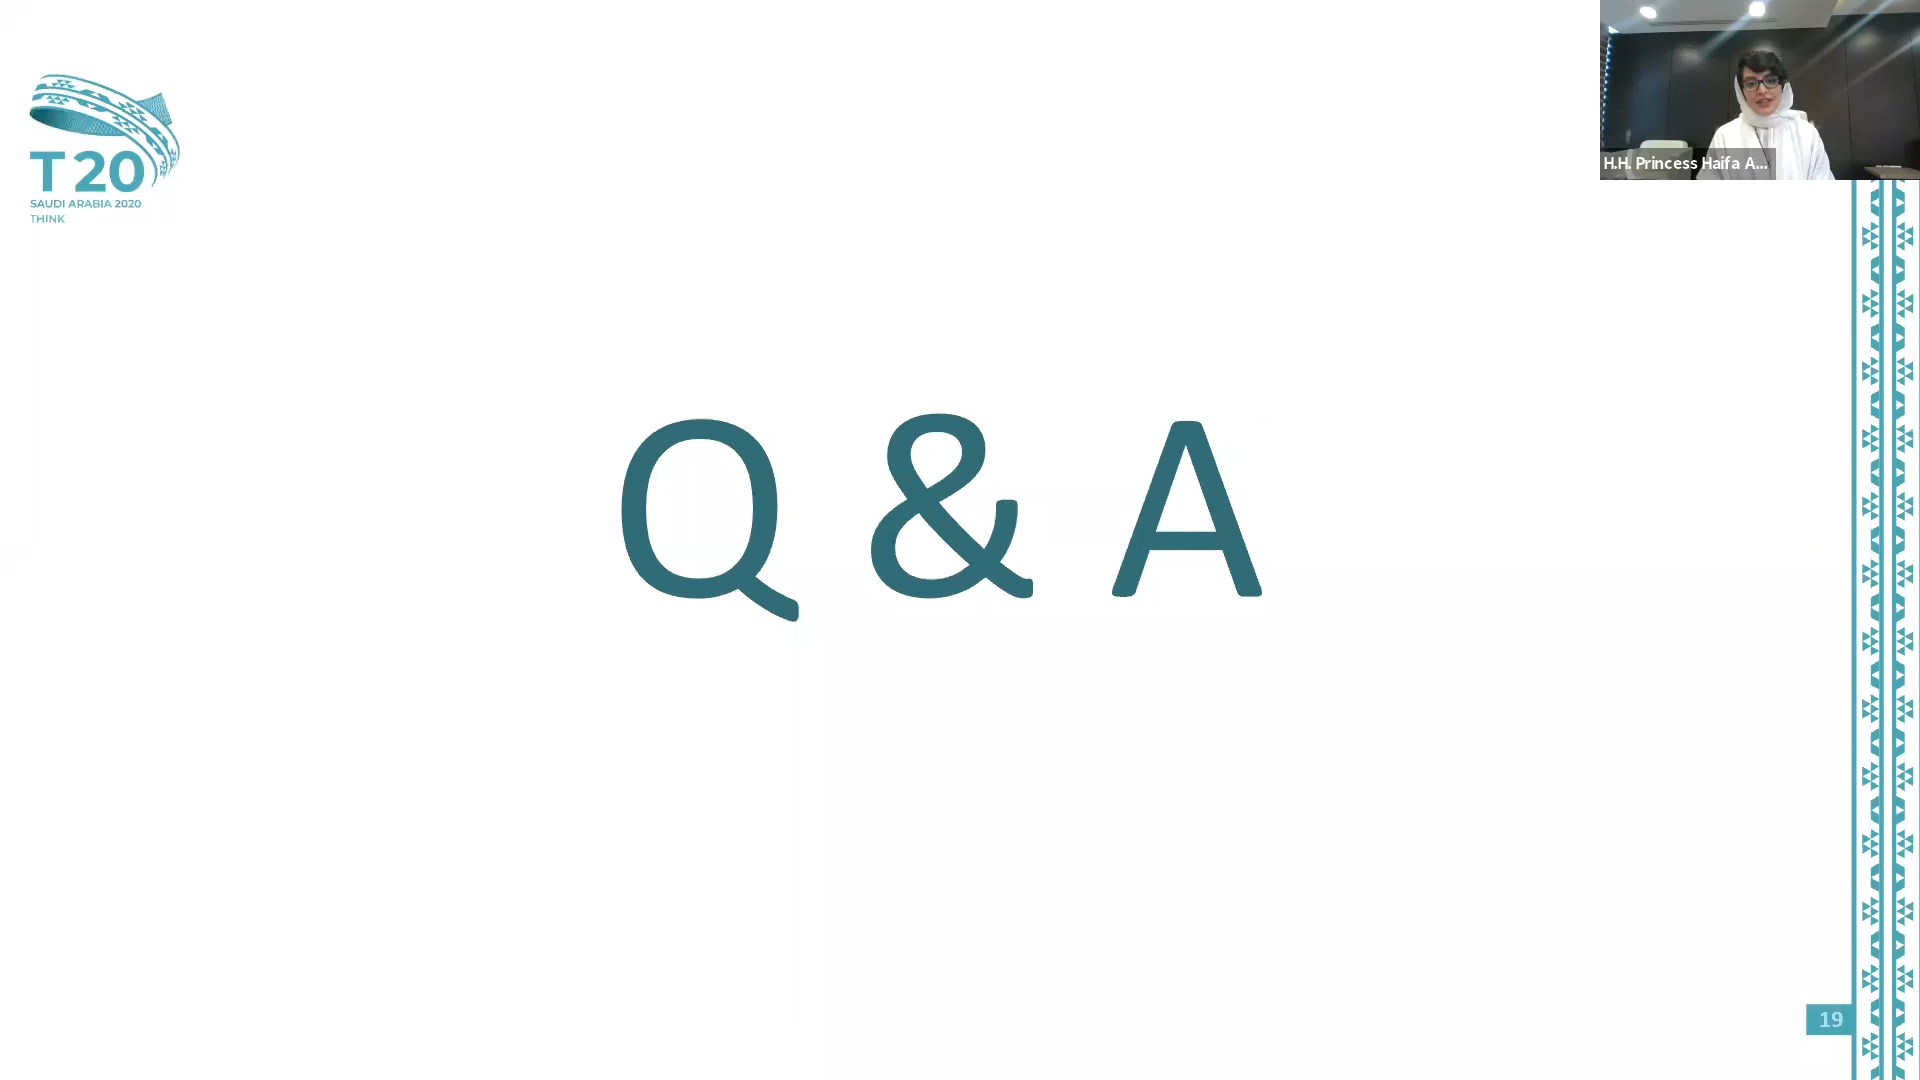 T20
SAUDI ARABIA 2020
THINK
H.H. Princess Haifa A...
Q & A
19